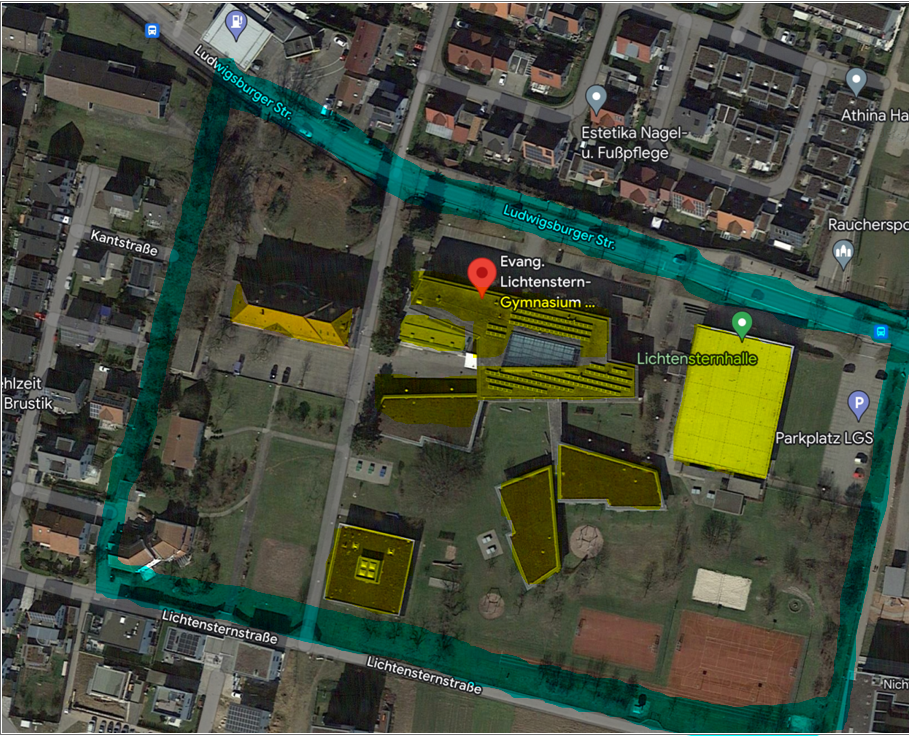 Ludwigsburger Str.
Estetika Nagel-
u. Fußpflege
Athina Ha
Kantstraße
Ludwigsburger Str.
Raucherspo
Evang.
Lichtenstern-
Gymnasium ...
Lichtensternhalle
hlzeit
Brustik
P
Parkplatz LGS
Lichtensternstraße
Lichtensternstraße
Nich